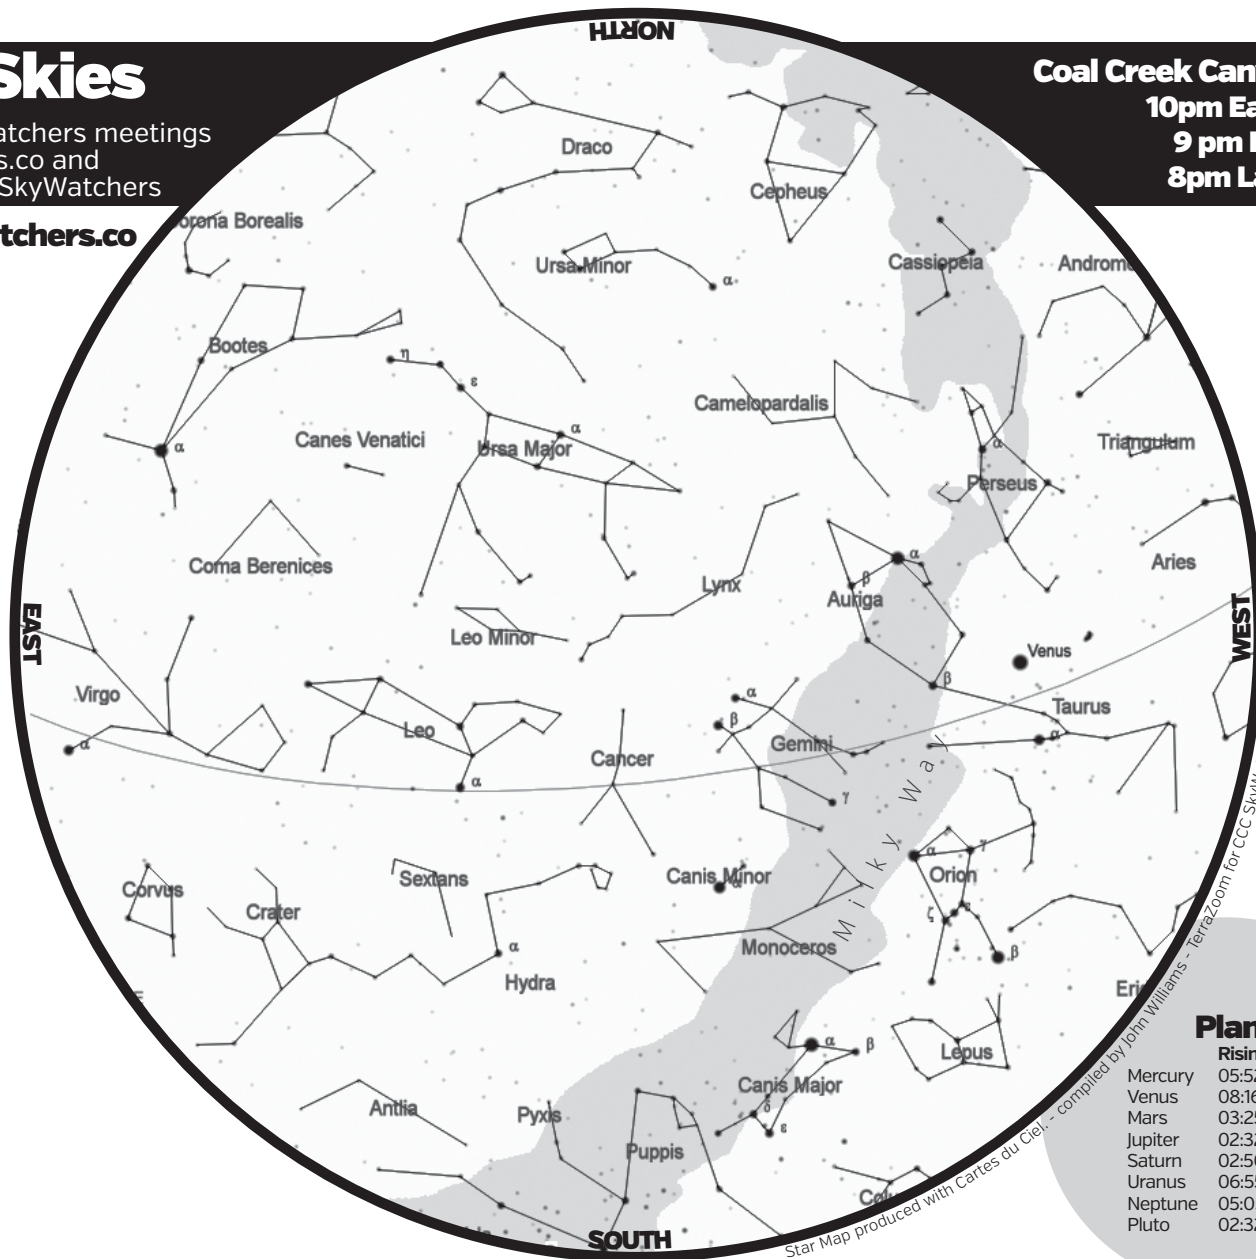 NORTH
Skies
atchers meetings
s.co and
SkyWatchers
tchers.co
Coal Creek Can
10pm Ea
9 pm
8pm La
Draco
Cepheus
orona Borealis
Ursa Minor
α
Cassiopeia
Androme
Bootes
η
ε
Camelopardalis
α
Canes Venatici
Ursa Major
α
α
Triangulum
Perseus
Coma Berenices
Lynx
α
β
Auriga
Aries
EAST
WEST
Leo Minor
Venus
Virgo
α
Leo
α
β
β
Taurus
α
Gemini
Cancer
α
γ
Milky Way
Corvus
Crater
Sextans
Canis Minor
α
α
γ
Orion
ζ
ε
β
α
Hydra
Monoceros
Eri
α
β
Lepus
Canis Major
δ
ε
Antlia
Pyxis
Puppis
Col
SOUTH
Star Map produced with Cartes du Ciel. - compiled by John Williams - TerraZoom for CCC SkyW
Plan
Risin
Mercury 05:52
Venus 08:16
Mars 03:25
Jupiter 02:32
Saturn 02:50
Uranus 06:55
Neptune 05:0
Pluto 02:32